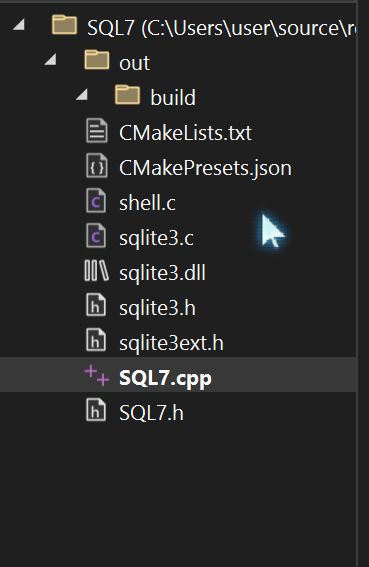 SQL7 (C:\Users\user\source\re
out
build
CMakeLists.txt
CMakePresets.json
shell.c
sqlite3.c
sqlite3.dll
sqlite3.h
sqlite3ext.h
SQL7.cpp
SQL7.h